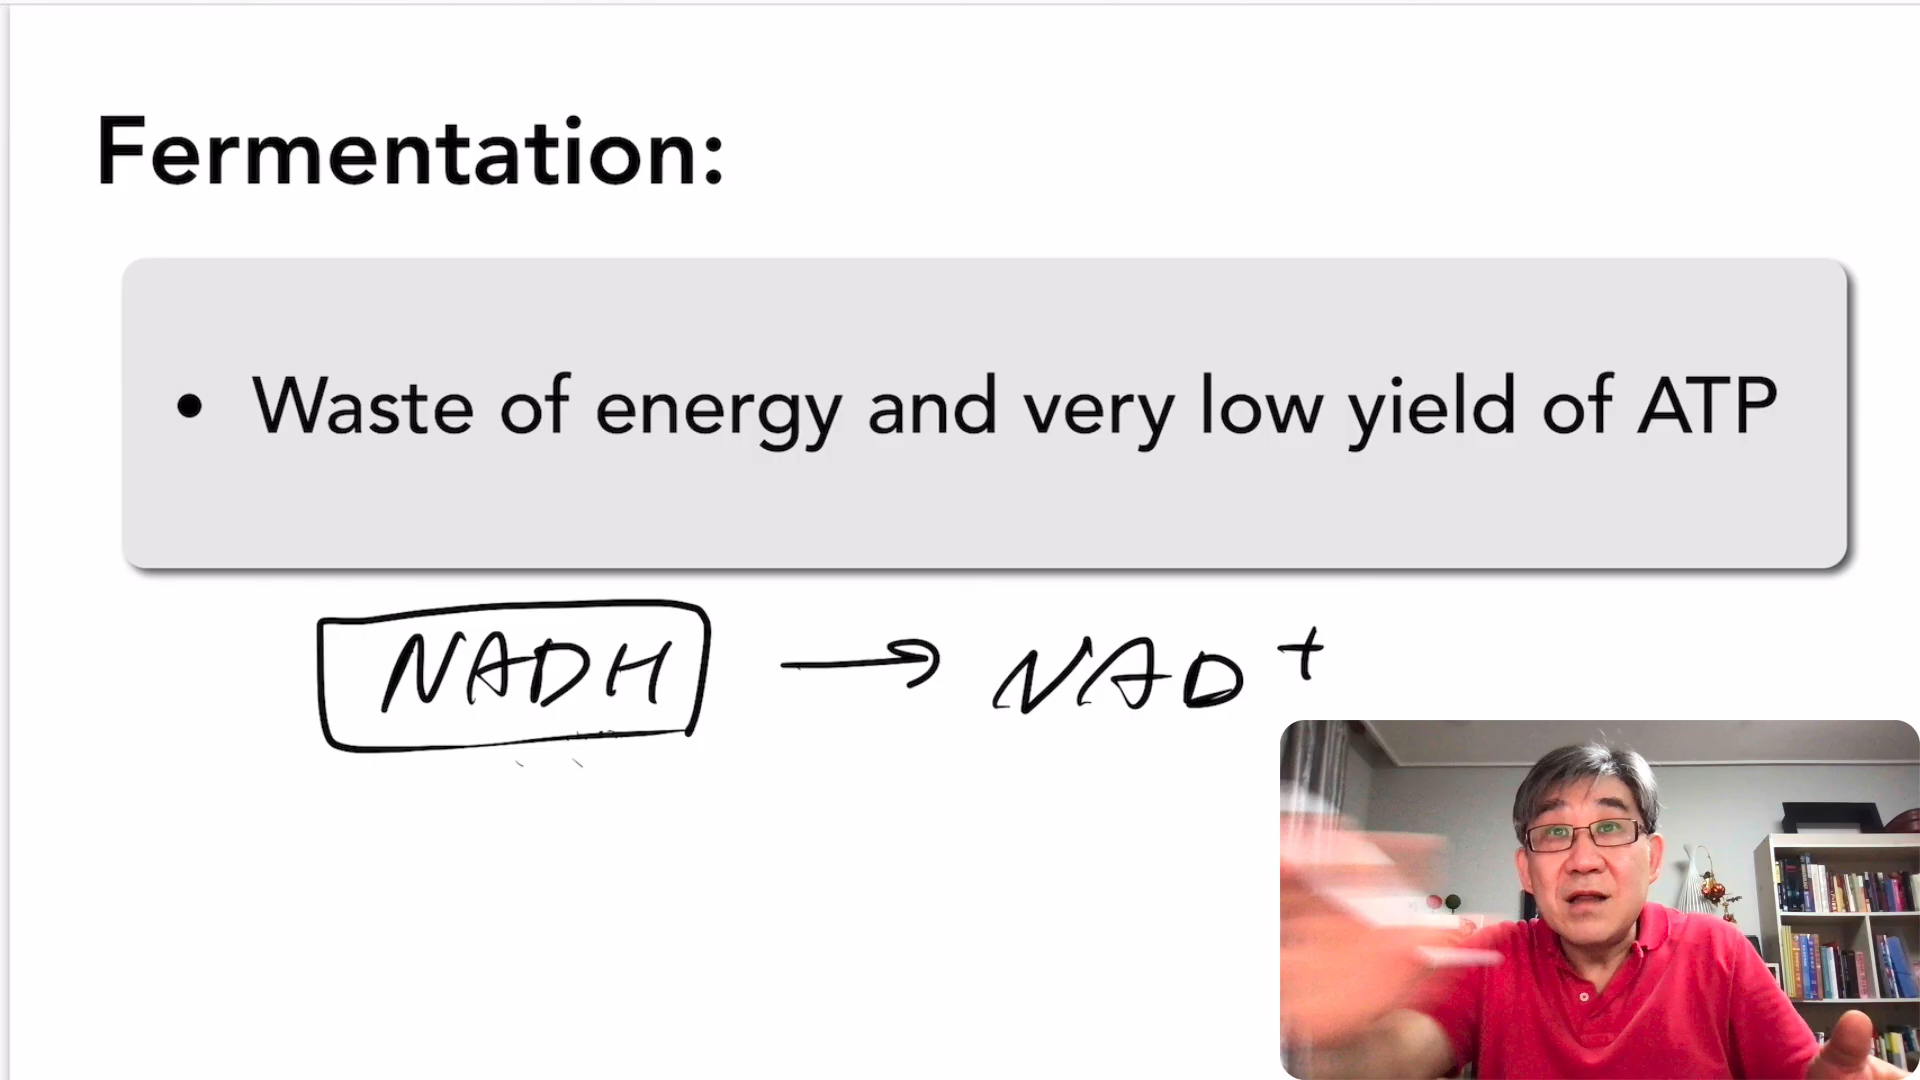 Fermentation:
• Waste of energy and very low yield of ATP
NADH → NAD+